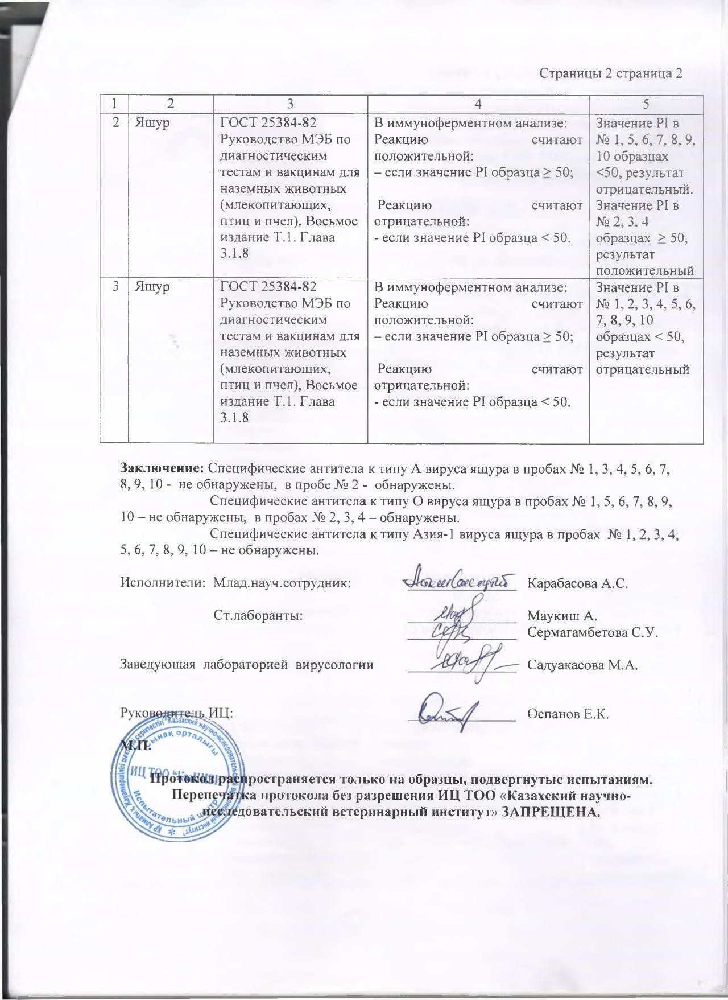 Страницы 2 страница 2
1 2 3 4 5
2 Ящур
ГОСТ 25384-82
Руководство МЭБ по
диагностическим
тестам и вакцинам для
наземных животных
(млекопитающих,
птиц и пчел), Восьмое
издание Т.1. Глава
3.1.8
В иммуноферментном анализе:
Реакцию считают
положительной:
– если значение PI образца ≥ 50;
Реакцию считают
отрицательной:
- если значение PI образца < 50.
Значение PI в
№ 1, 5, 6, 7, 8, 9,
10 образцах
<50, результат
отрицательный.
Значение PI в
№ 2, 3, 4
образцах ≥ 50,
результат
положительный
3 Ящур
ГОСТ 25384-82
Руководство МЭБ по
диагностическим
тестам и вакцинам для
наземных животных
(млекопитающих,
птиц и пчел), Восьмое
издание Т.1. Глава
3.1.8
В иммуноферментном анализе:
Реакцию считают
положительной:
– если значение PI образца ≥ 50;
Реакцию считают
отрицательной:
- если значение PI образца < 50.
Значение PI в
№ 1, 2, 3, 4, 5, 6,
7, 8, 9, 10
образцах < 50,
результат
отрицательный
Заключение: Специфические антитела к типу А вируса ящура в пробах № 1, 3, 4, 5, 6, 7,
8, 9, 10 - не обнаружены, в пробе № 2 - обнаружены.
Специфические антитела к типу О вируса ящура в пробах № 1, 5, 6, 7, 8, 9,
10 – не обнаружены, в пробах № 2, 3, 4 – обнаружены.
Специфические антитела к типу Азия-1 вируса ящура в пробах № 1, 2, 3, 4,
5, 6, 7, 8, 9, 10 – не обнаружены.
Исполнители: Млад.науч.сотрудник: Карабасова А.С.
Ст.лаборанты: Маукиш А.
Сермагамбетова С.У.
Заведующая лабораторией вирусологии Садуакасова М.А.
Руководитель ИЦ: Оспанов Е.К.
М.П.
Протокол распространяется только на образцы, подвергнутые испытаниям.
Перепечатка протокола без разрешения ИЦ ТОО «Казахский научно-
исследовательский ветеринарный институт» ЗАПРЕЩЕНА.
ИЦ ТОО "КазНИВИ"
Испытательный центр